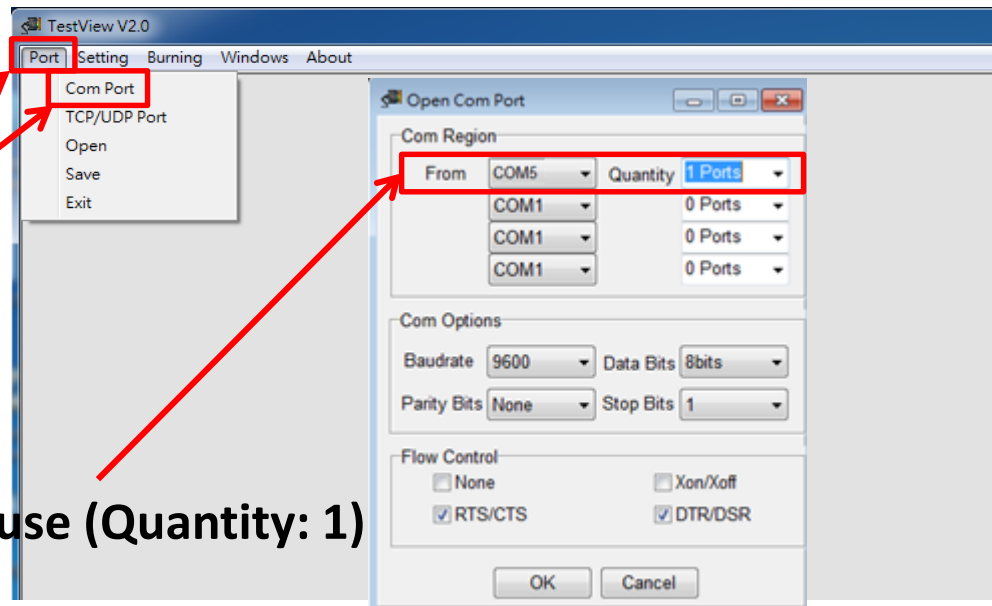 TestView V2.0
Port Setting Burning Windows About
Com Port
TCP/UDP Port
Open
Save
Exit
Open Com Port
Com Region
From COM5 Quantity 1 Ports
COM1 0 Ports
COM1 0 Ports
COM1 0 Ports
Com Options
Baudrate 9600 Data Bits 8bits
Parity Bits None Stop Bits 1
Flow Control
None Xon/Xoff
RTS/CTS DTR/DSR
use (Quantity: 1)
OK Cancel